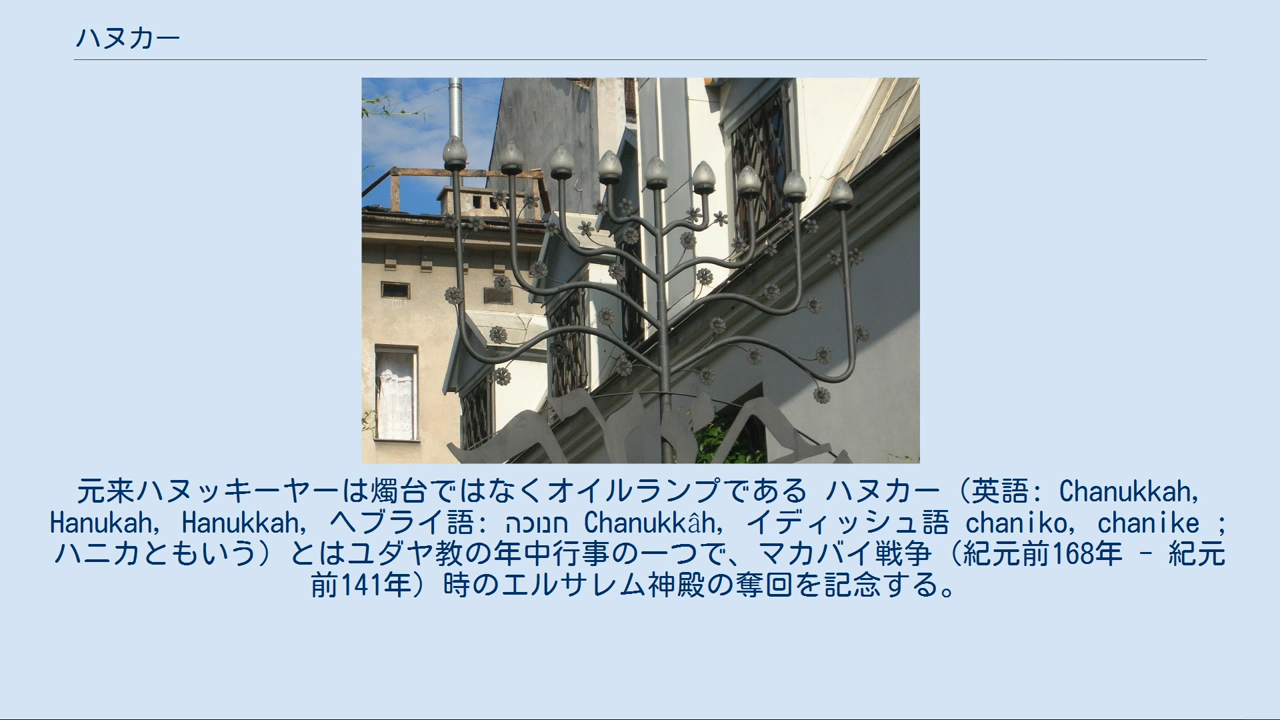 ハヌカー
元来ハヌッキーヤーは燭台ではなくオイルランプである ハヌカー（英語: Chanukkah,
Hanukah, Hanukkah, ヘブライ語: חנוכה Chanukkâh, イディッシュ語 chaniko, chanike ;
ハニカともいう）とはユダヤ教の年中行事の一つで、マカバイ戦争（紀元前168年 - 紀元
前141年）時のエルサレム神殿の奪回を記念する。